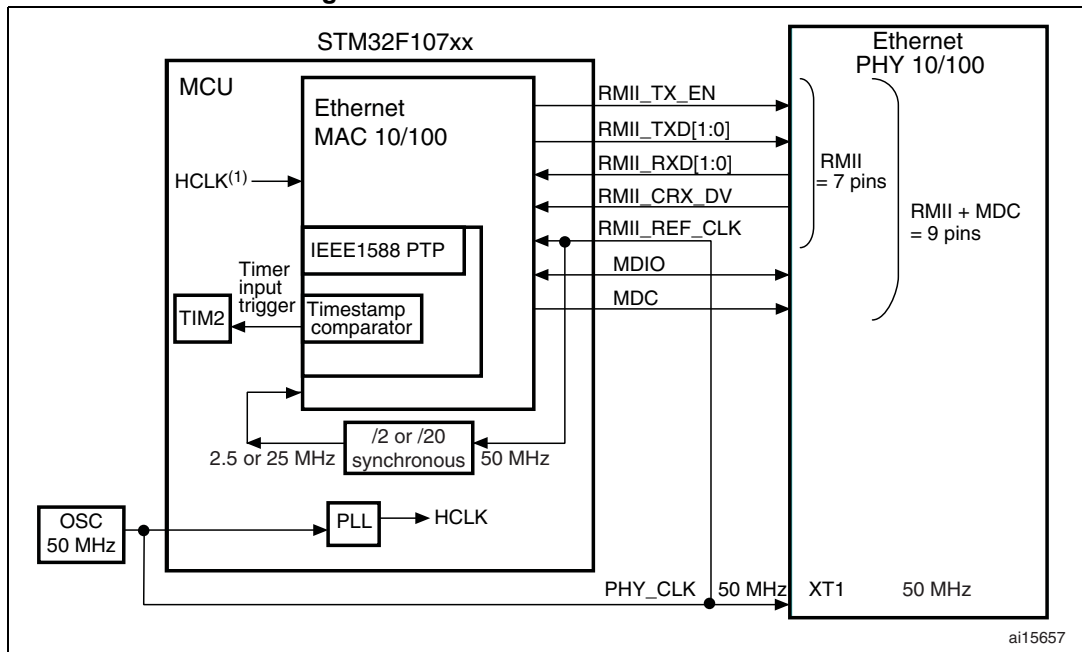 STM32F107xx
Ethernet
PHY 10/100
MCU
Ethernet
MAC 10/100
HCLK(1)
IEEE1588 PTP
Timer
input
trigger
Timestamp
comparator
TIM2
/2 or /20
synchronous
2.5 or 25 MHz
50 MHz
OSC
50 MHz
PLL
HCLK
RMII_TX_EN
RMII_TXD[1:0]
RMII_RXD[1:0]
RMII_CRX_DV
RMII_REF_CLK
MDIO
MDC
RMII
= 7 pins
RMII + MDC
= 9 pins
PHY_CLK 50 MHz
XT1 50 MHz
ai15657